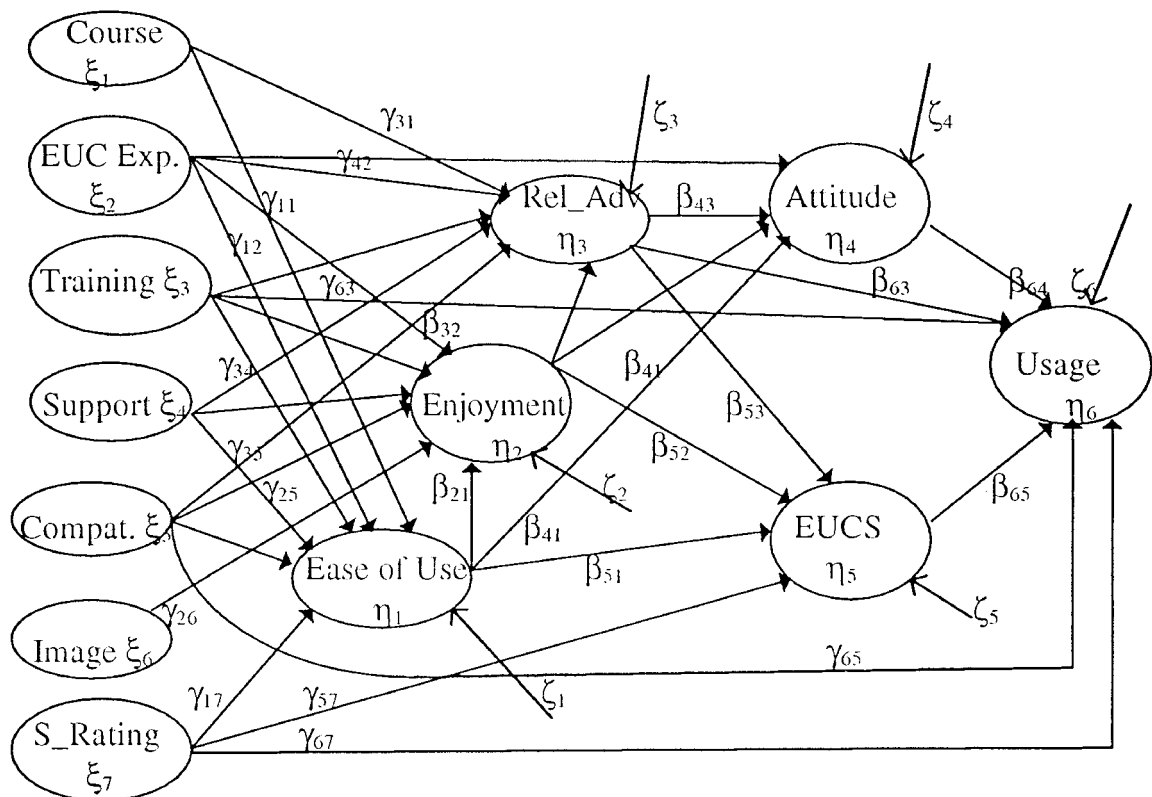 Course
ξ₁
EUC Exp.
ξ₂
Training ξ₃
Support ξ₄
Compat. ξ₅
Image ξ₆
S_Rating
ξ₇
γ₃₁
γ₄₂
γ₁₁
γ₁₂
γ₆₃
β₃₂
γ₃₄
γ₃₅
γ₂₅
γ₂₆
γ₁₇
γ₅₇
γ₆₇
γ₆₅
Rel_Adv
η₃
ζ₃
β₄₃
Attitude
η₄
ζ₄
β₆₃
β₆₄
ζ₆
Usage
η₆
Enjoyment
η₂
ζ₂
β₄₁
β₅₃
β₅₂
β₂₁
β₄₁
β₅₁
β₆₅
Ease of Use
η₁
ζ₁
EUCS
η₅
ζ₅